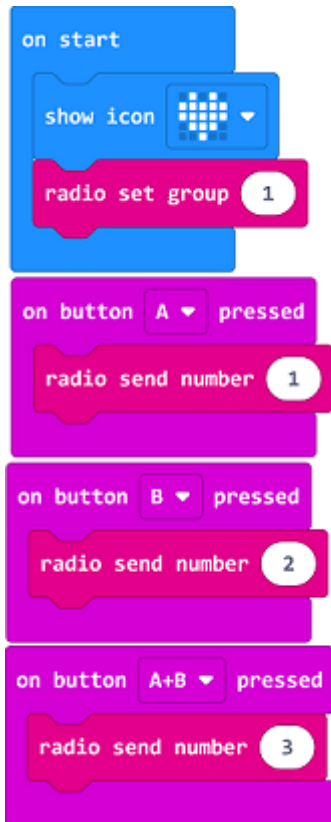 on start
show icon
radio set group 1
on button A pressed
radio send number 1
on button B pressed
radio send number 2
on button A+B pressed
radio send number 3